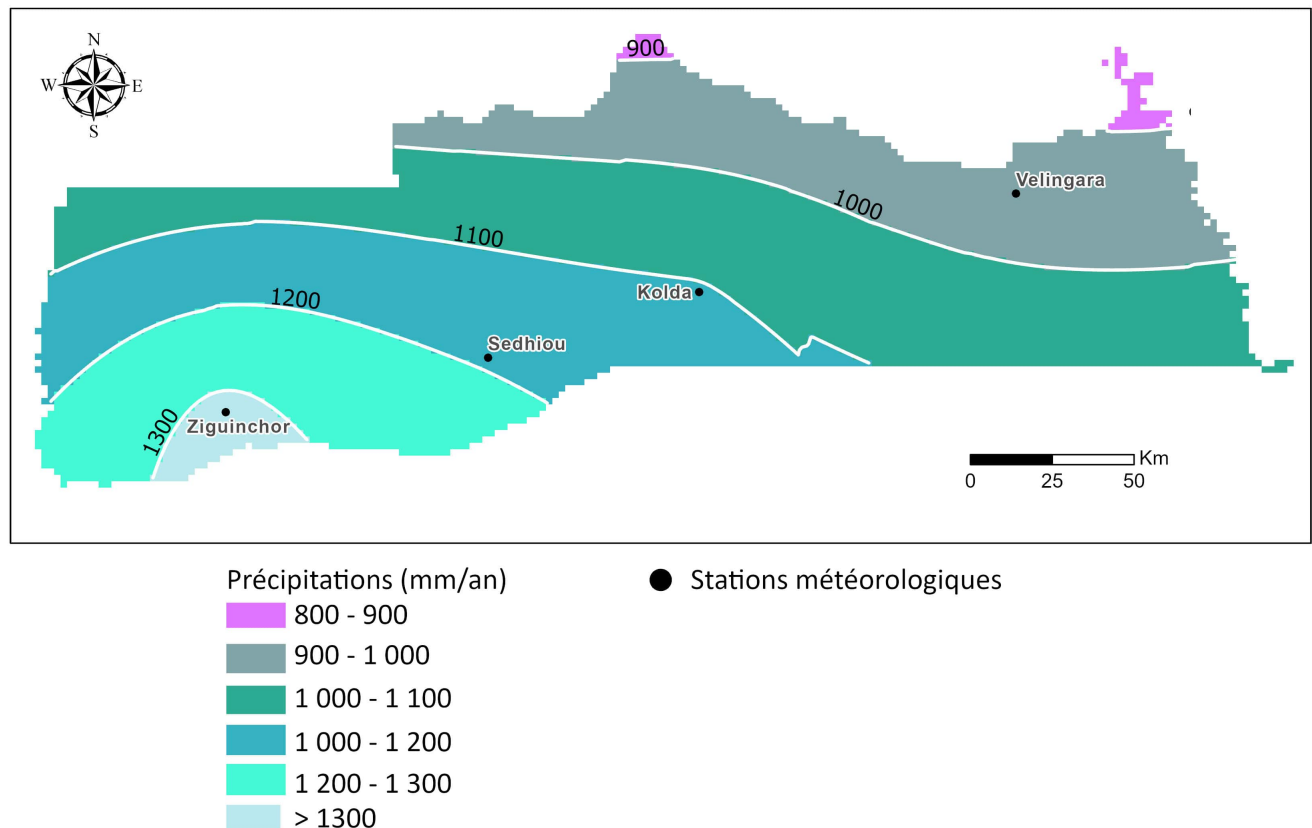 N
W E
S
900
Velingara
1000
1100
Kolda
1200
Sedhiou
Ziguinchor
1300
Km
0 25 50
Précipitations (mm/an)
800 - 900
900 - 1 000
1 000 - 1 100
1 000 - 1 200
1 200 - 1 300
> 1300
Stations météorologiques